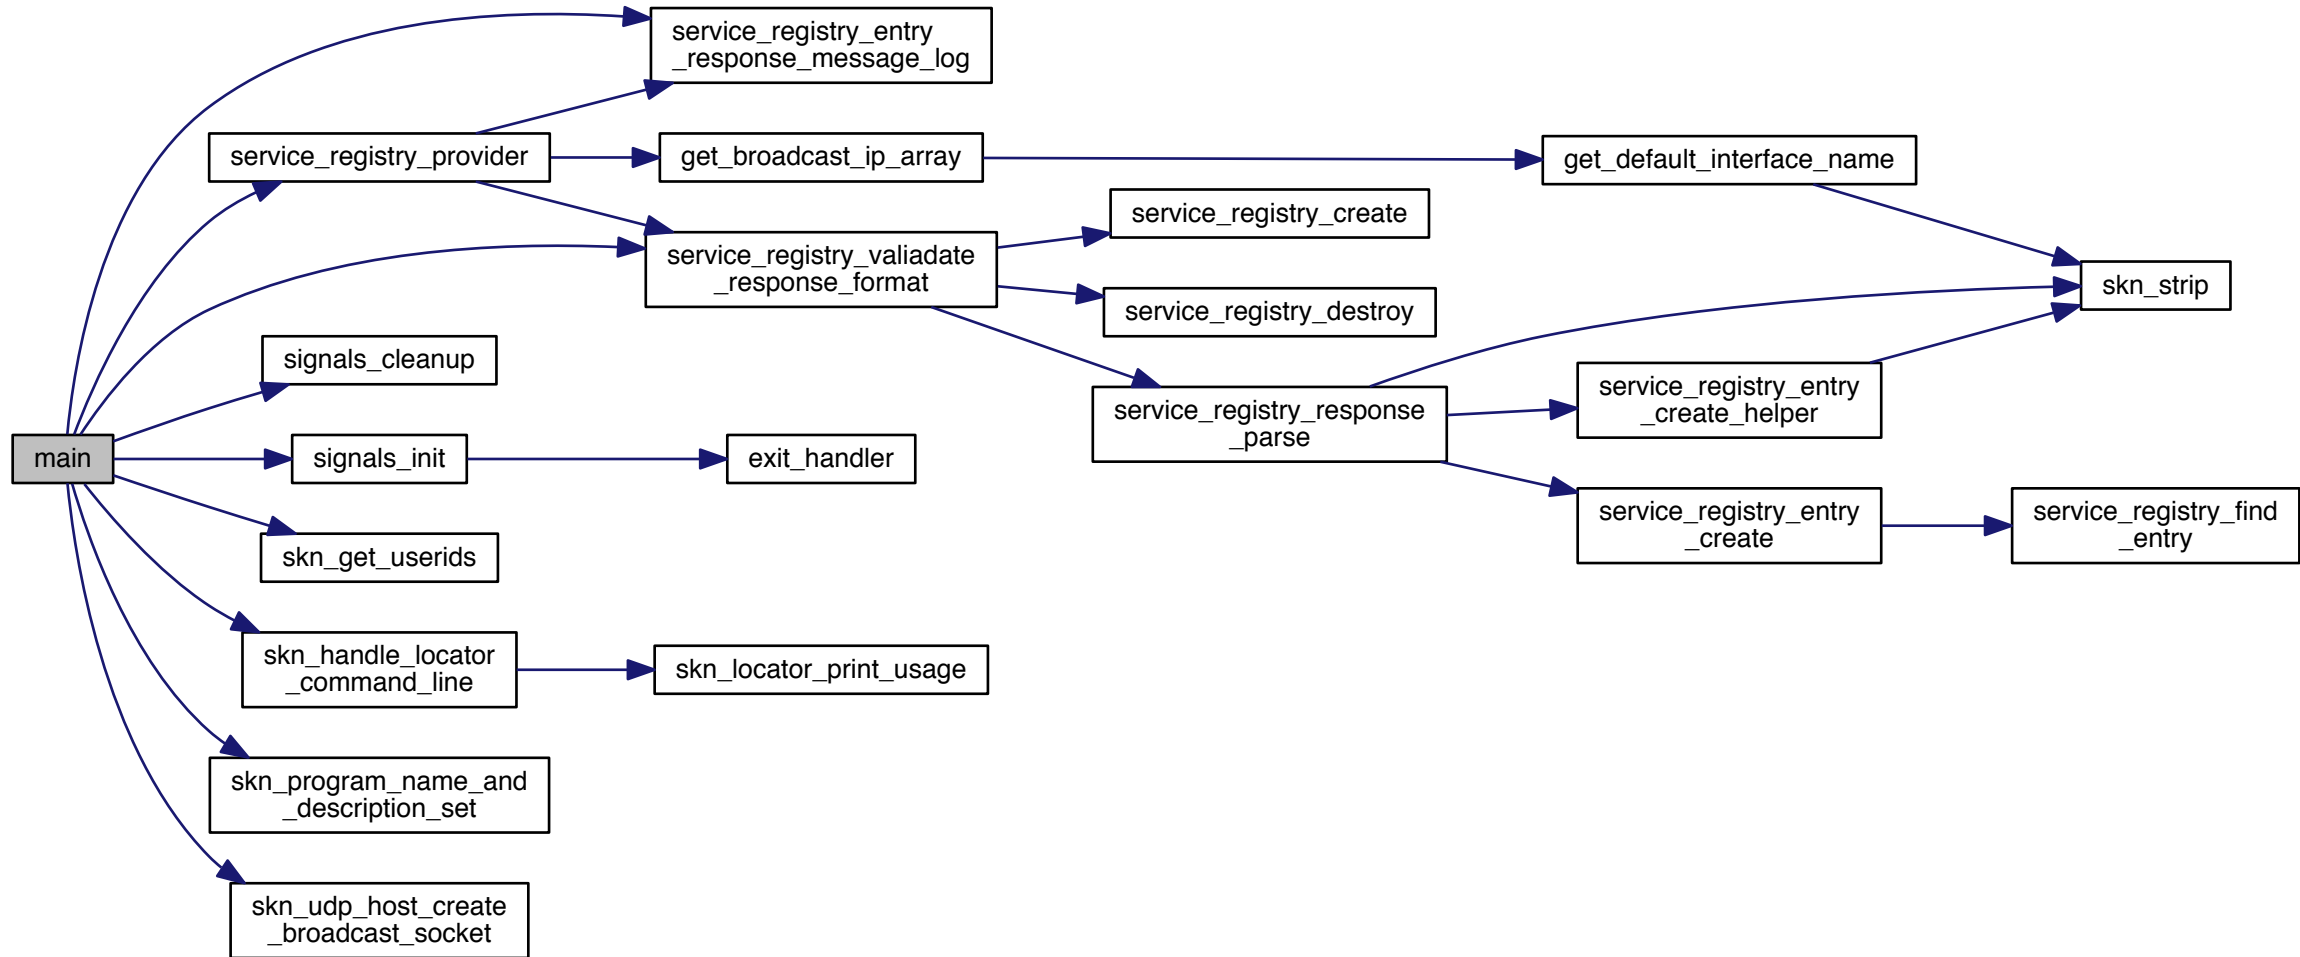 service_registry_entry
_response_message_log
service_registry_provider
get_broadcast_ip_array
get_default_interface_name
service_registry_create
service_registry_valiadate
_response_format
skn_strip
service_registry_destroy
signals_cleanup
service_registry_response
_parse
service_registry_entry
_create_helper
main
signals_init
exit_handler
service_registry_entry
_create
service_registry_find
_entry
skn_get_userids
skn_handle_locator
_command_line
skn_locator_print_usage
skn_program_name_and
_description_set
skn_udp_host_create
_broadcast_socket